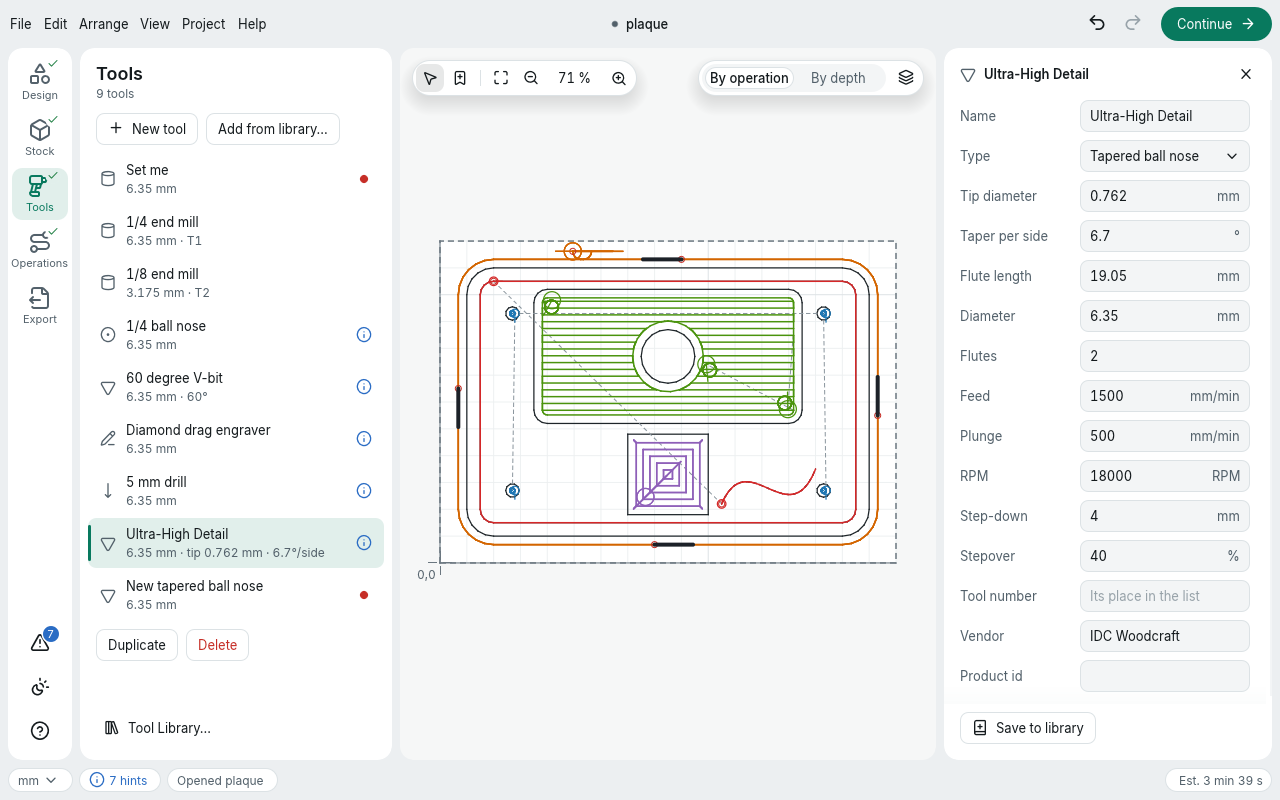 File Edit Arrange View Project Help
plaque
Continue
Design
Stock
Tools
Operations
Export
7
Tools
9 tools
New tool
Add from library...
Set me
6.35 mm
1/4 end mill
6.35 mm · T1
1/8 end mill
3.175 mm · T2
1/4 ball nose
6.35 mm
60 degree V-bit
6.35 mm · 60°
Diamond drag engraver
6.35 mm
5 mm drill
6.35 mm
Ultra-High Detail
6.35 mm · tip 0.762 mm · 6.7°/side
New tapered ball nose
6.35 mm
Duplicate
Delete
Tool Library...
71 %
By operation
By depth
0,0
Ultra-High Detail
Name Ultra-High Detail
Type Tapered ball nose
Tip diameter 0.762 mm
Taper per side 6.7 °
Flute length 19.05 mm
Diameter 6.35 mm
Flutes 2
Feed 1500 mm/min
Plunge 500 mm/min
RPM 18000 RPM
Step-down 4 mm
Stepover 40 %
Tool number Its place in the list
Vendor IDC Woodcraft
Product id
Save to library
mm
7 hints
Opened plaque
Est. 3 min 39 s